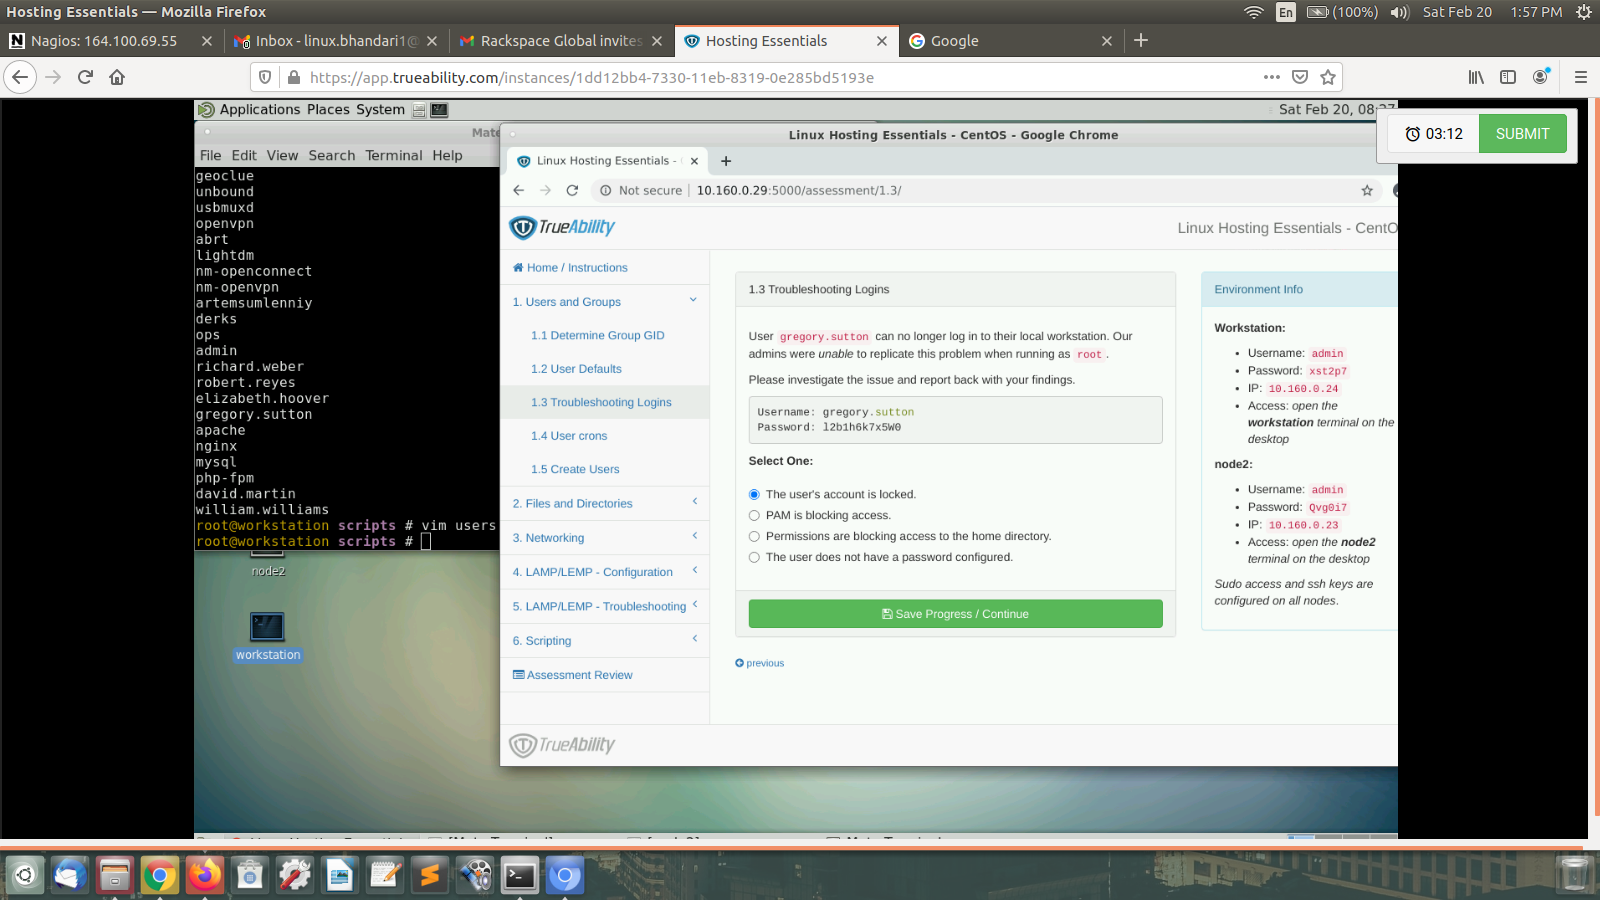 Hosting Essentials — Mozilla Firefox
En (100%) Sat Feb 20 1:57 PM
Nagios: 164.100.69.55
Inbox - linux.bhandari1@
Rackspace Global invites
Hosting Essentials
Google
https://app.trueability.com/instances/1dd12bb4-7330-11eb-8319-0e285bd5193e
Applications Places System
Sat Feb 20,
03:12 SUBMIT
Mate
File Edit View Search Terminal Help
geoclue
unbound
usbmuxd
openvpn
abrt
lightdm
nm-openconnect
nm-openvpn
artemsumlenniy
derks
ops
admin
richard.weber
robert.reyes
elizabeth.hoover
gregory.sutton
apache
nginx
mysql
php-fpm
david.martin
william.williams
root@workstation scripts # vim users
root@workstation scripts #
node2
workstation
Linux Hosting Essentials - CentOS - Google Chrome
Linux Hosting Essentials -
Not secure | 10.160.0.29:5000/assessment/1.3/
TrueAbility
Linux Hosting Essentials - CentO
Home / Instructions
1. Users and Groups
1.1 Determine Group GID
1.2 User Defaults
1.3 Troubleshooting Logins
1.4 User crons
1.5 Create Users
2. Files and Directories
3. Networking
4. LAMP/LEMP - Configuration
5. LAMP/LEMP - Troubleshooting
6. Scripting
Assessment Review
1.3 Troubleshooting Logins
User gregory.sutton can no longer log in to their local workstation. Our
admins were unable to replicate this problem when running as root .
Please investigate the issue and report back with your findings.
Username: gregory.sutton
Password: l2b1h6k7x5W0
Select One:
The user's account is locked.
PAM is blocking access.
Permissions are blocking access to the home directory.
The user does not have a password configured.
Save Progress / Continue
previous
Environment Info
Workstation:
Username: admin
Password: xst2p7
IP: 10.160.0.24
Access: open the
workstation terminal on the
desktop
node2:
Username: admin
Password: Qvg0i7
IP: 10.160.0.23
Access: open the node2
terminal on the desktop
Sudo access and ssh keys are
configured on all nodes.
TrueAbility